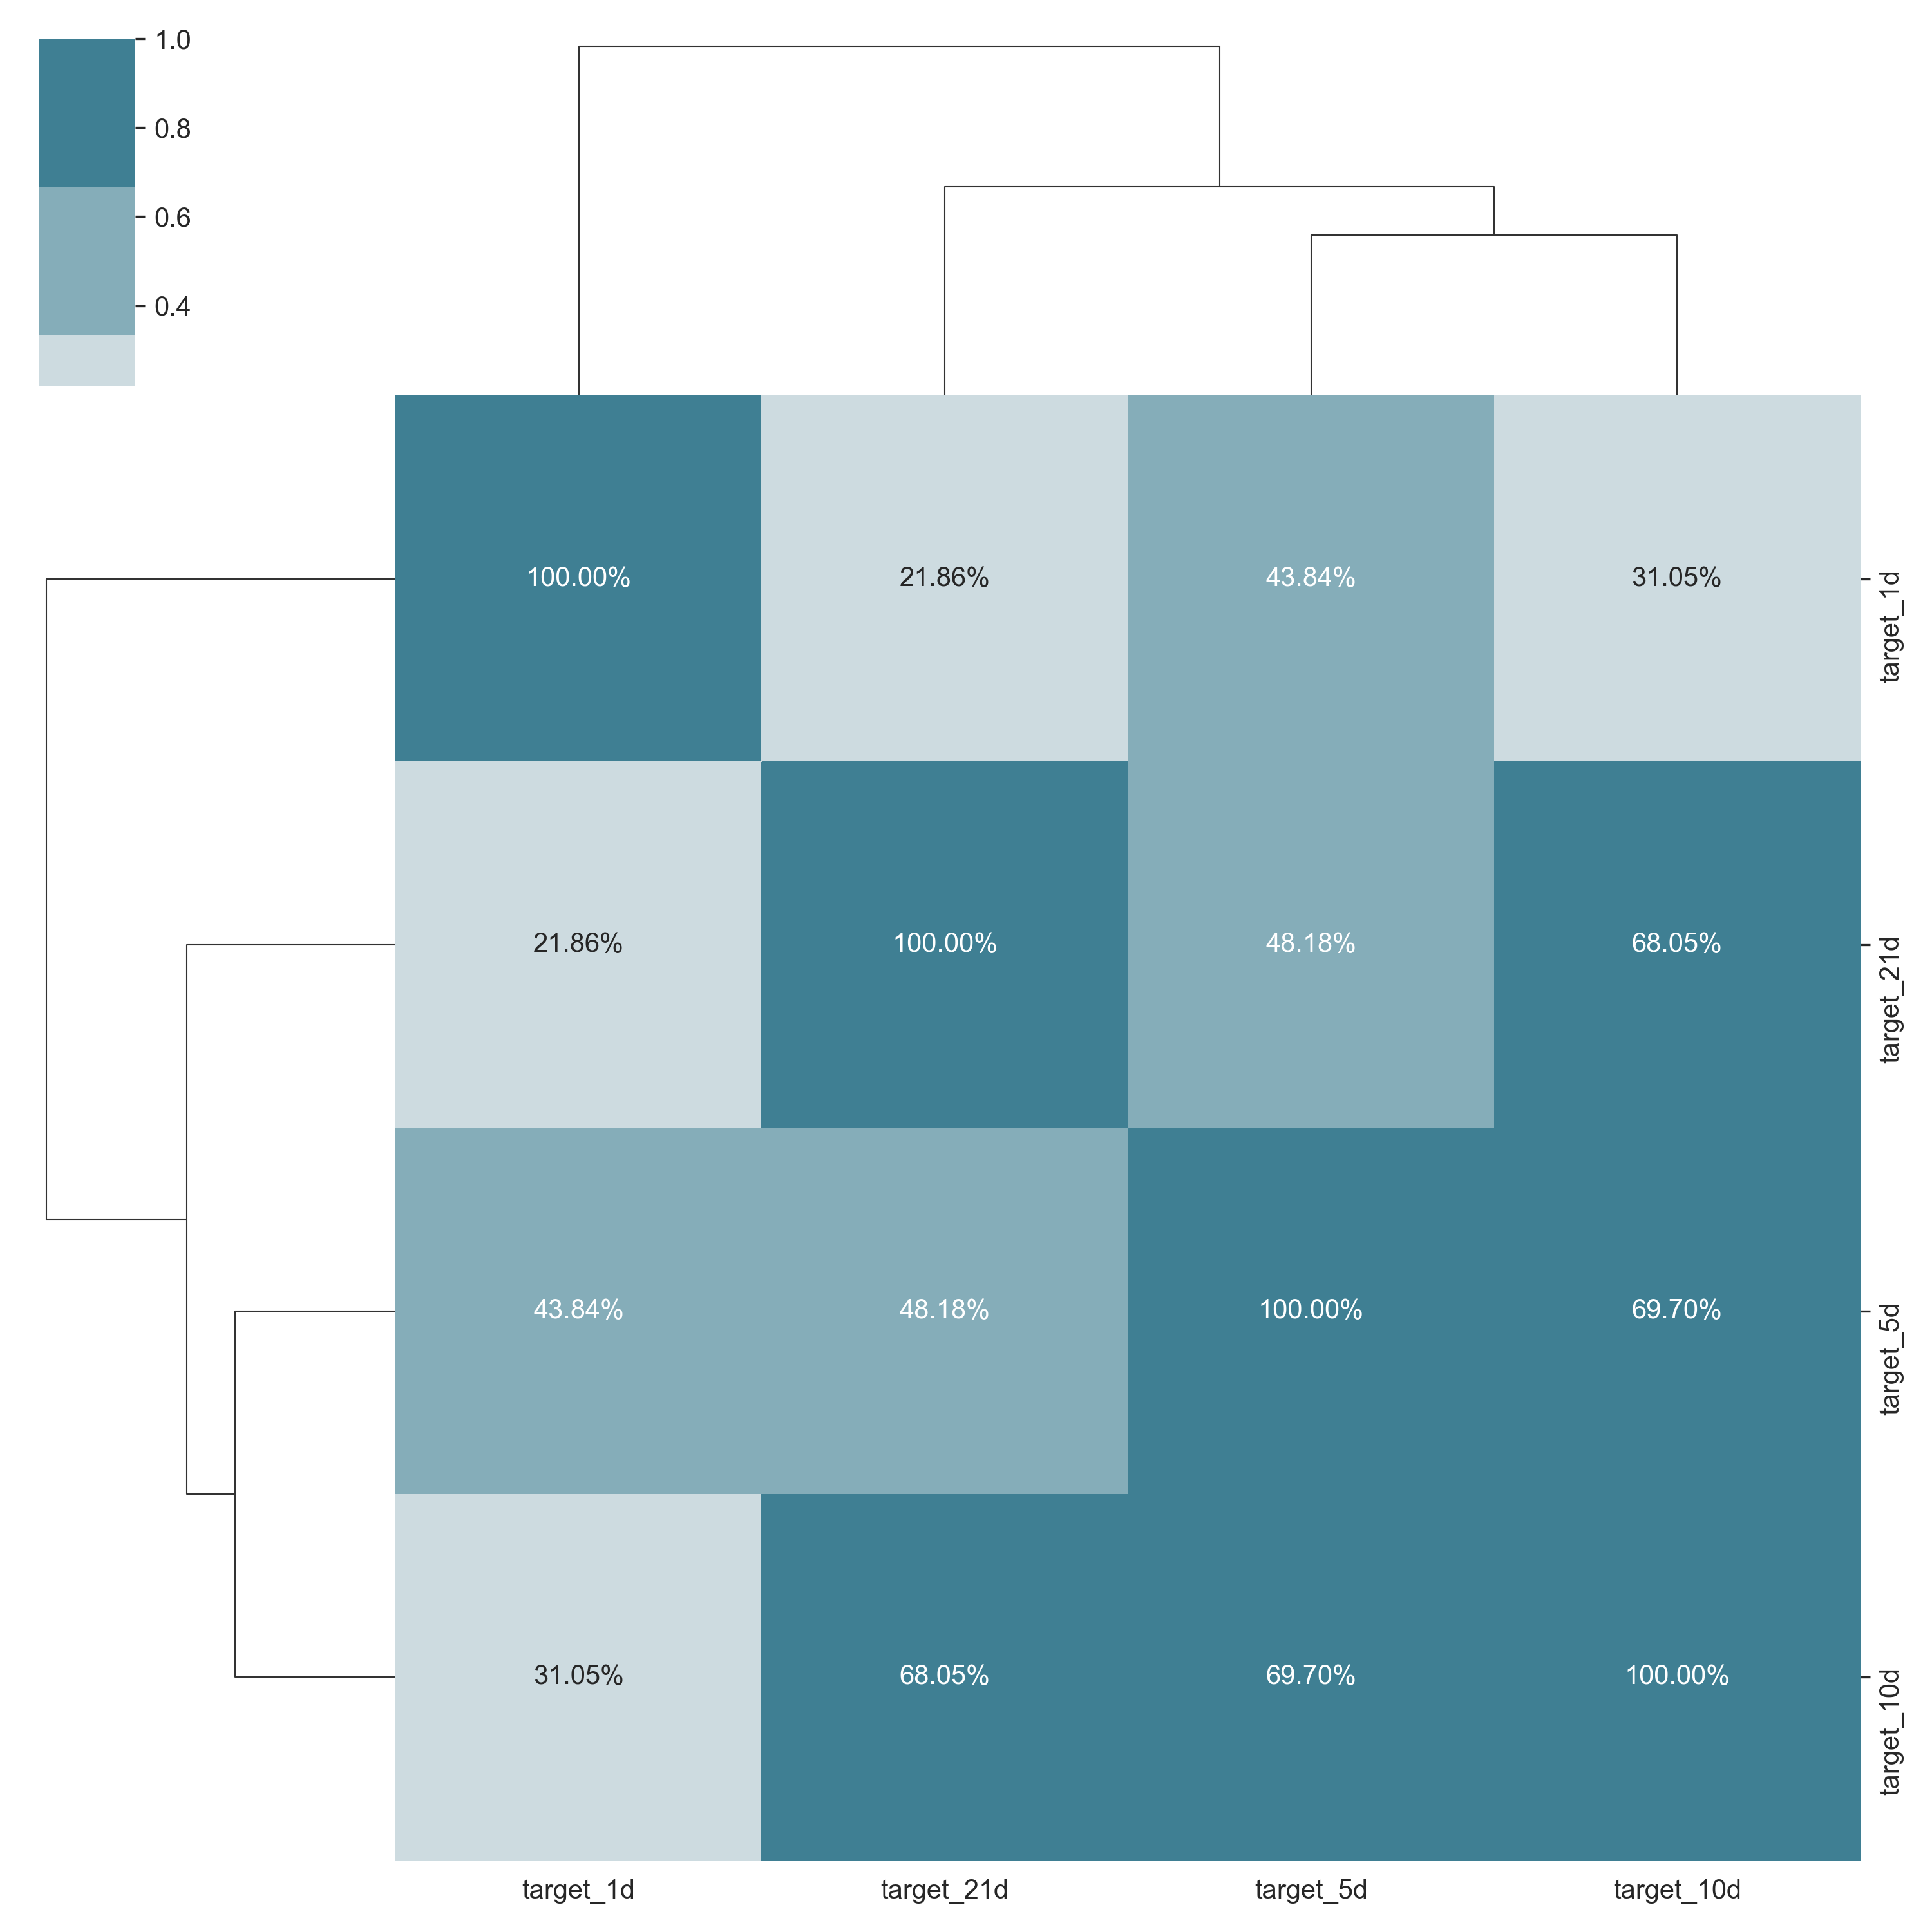 1.0
0.8
0.6
0.4
100.00% 21.86% 43.84% 31.05% target_1d
21.86% 100.00% 48.18% 68.05% target_21d
43.84% 48.18% 100.00% 69.70% target_5d
31.05% 68.05% 69.70% 100.00% target_10d
target_1d target_21d target_5d target_10d